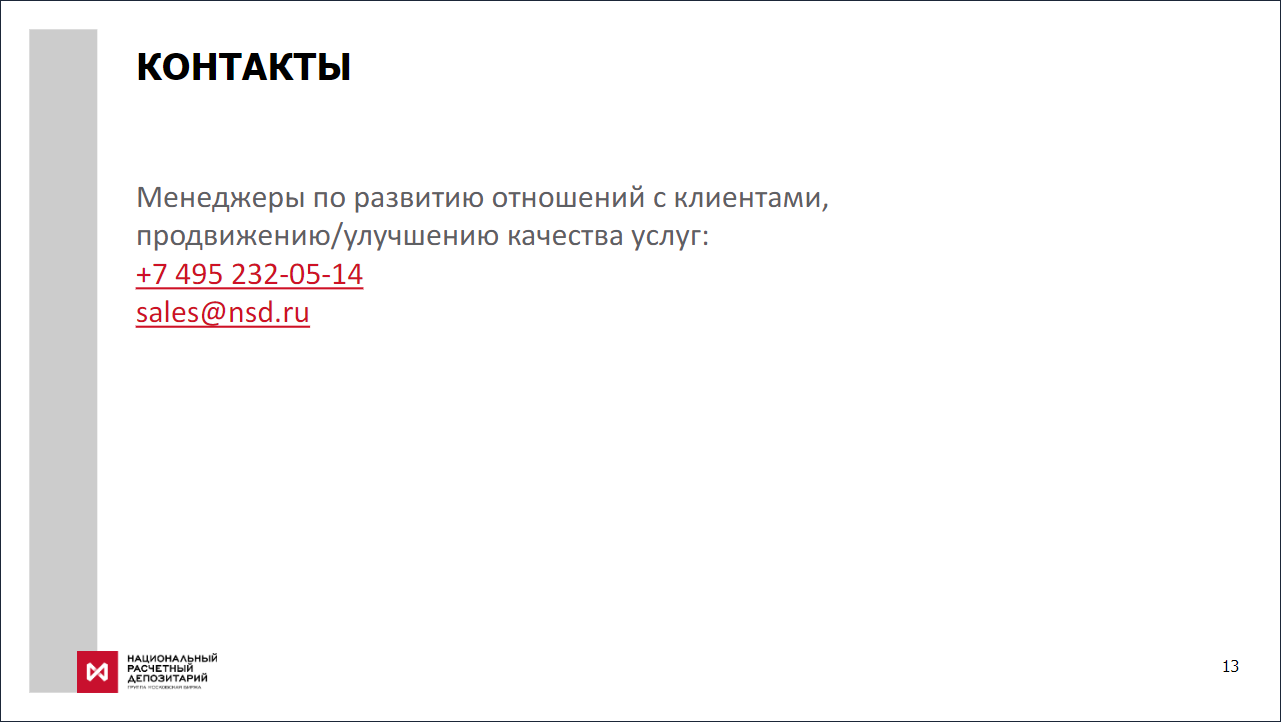 КОНТАКТЫ
Менеджеры по развитию отношений с клиентами,
продвижению/улучшению качества услуг:
+7 495 232-05-14
sales@nsd.ru
НАЦИОНАЛЬНЫЙ
РАСЧЕТНЫЙ
ДЕПОЗИТАРИЙ
ГРУППА МОСКОВСКАЯ БИРЖА
13